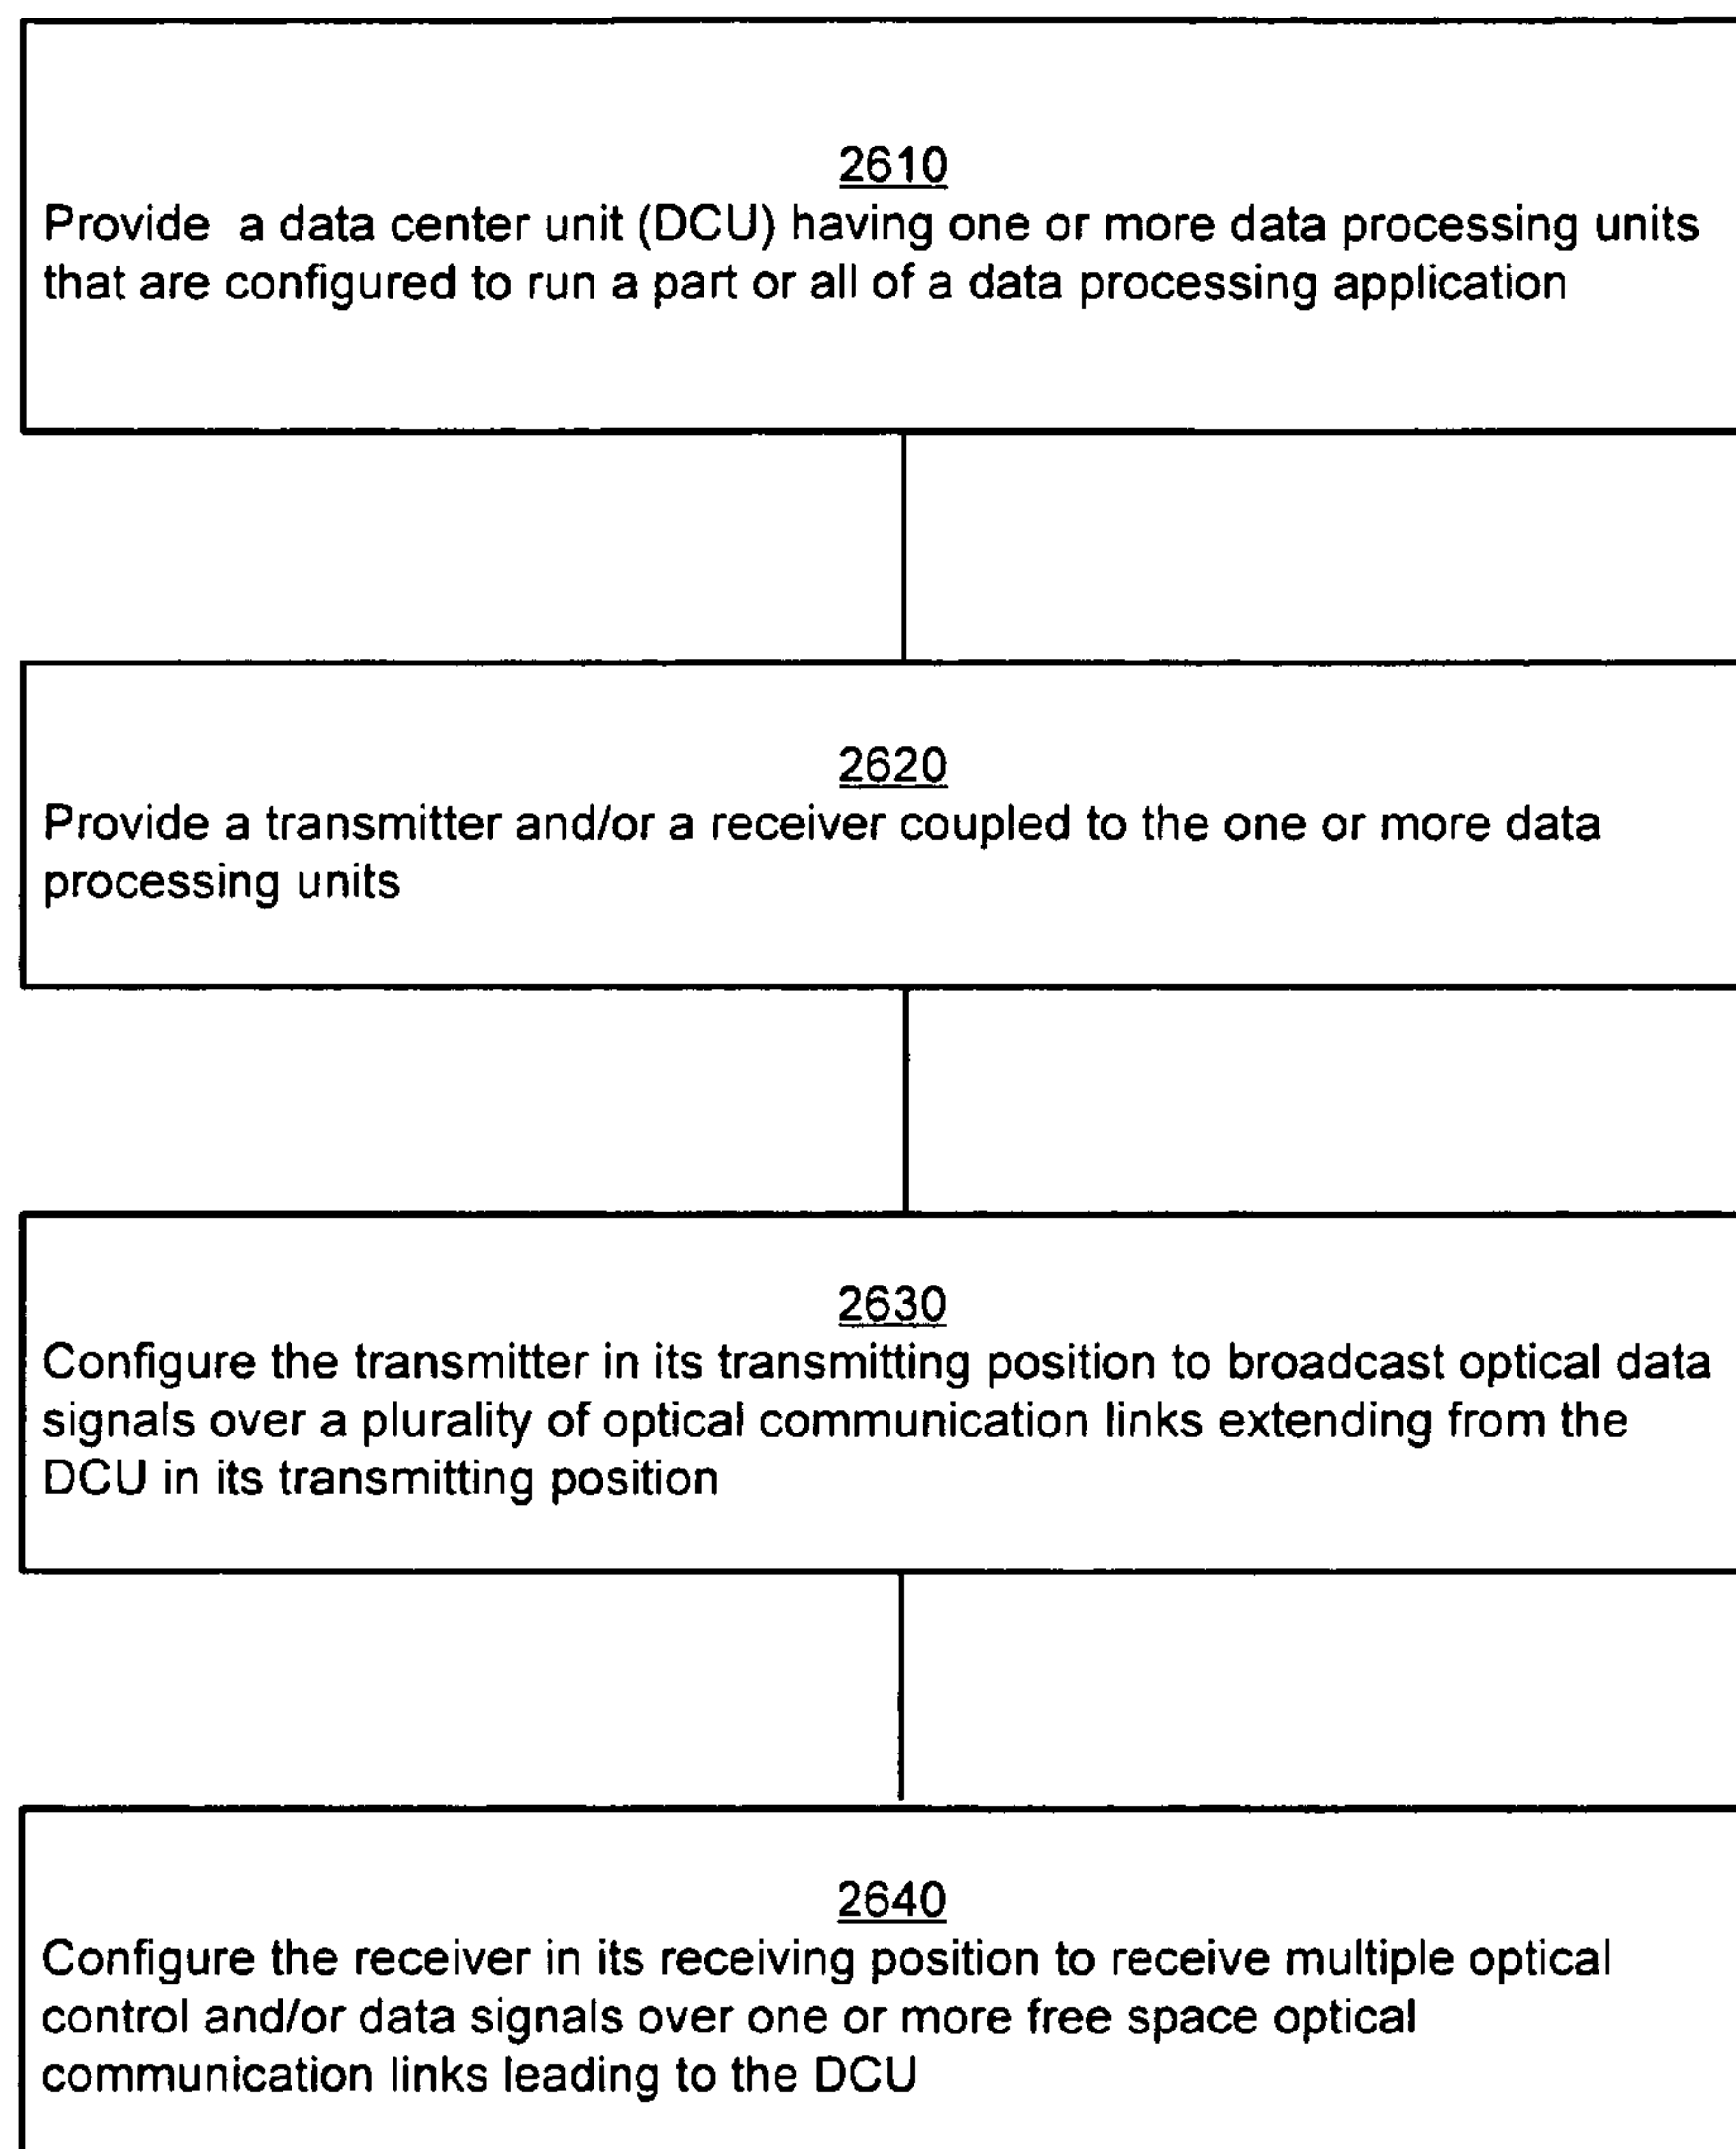 2610
Provide a data center unit (DCU) having one or more data processing units
that are configured to run a part or all of a data processing application
2620
Provide a transmitter and/or a receiver coupled to the one or more data
processing units
2630
Configure the transmitter in its transmitting position to broadcast optical data
signals over a plurality of optical communication links extending from the
DCU in its transmitting position
2640
Configure the receiver in its receiving position to receive multiple optical
control and/or data signals over one or more free space optical
communication links leading to the DCU